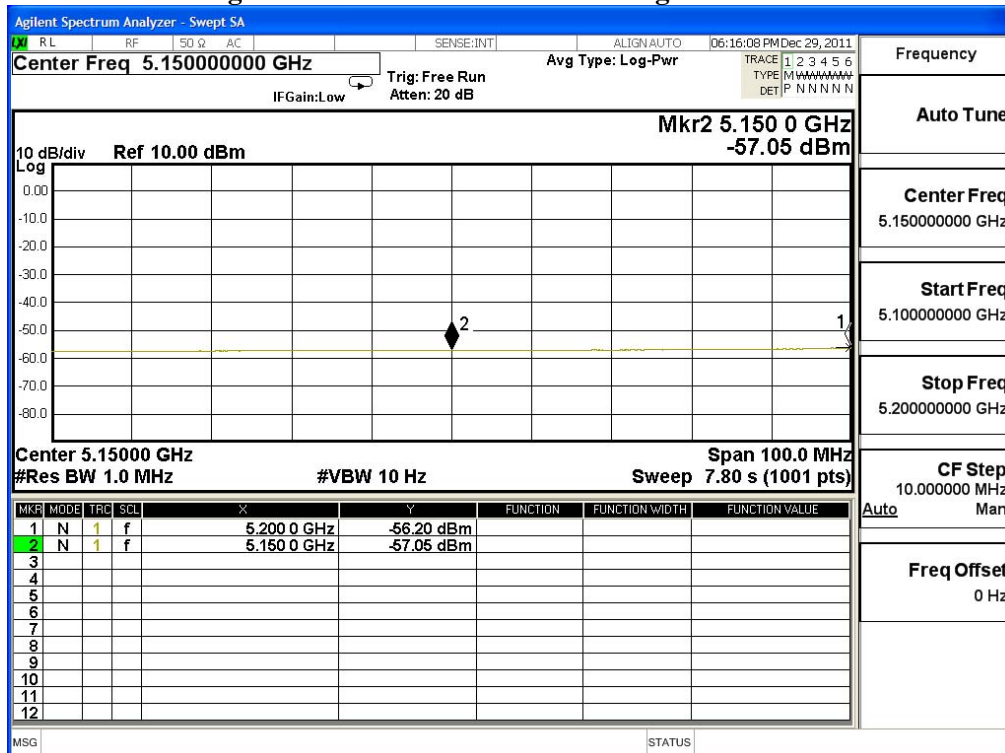 Agilent Spectrum Analyzer - Swept SA
LXI RL RF 50 Ω AC SENSE:INT ALIGNAUTO 06:16:08 PM Dec 29, 2011
Center Freq 5.150000000 GHz
IFGain:Low
Trig: Free Run
Atten: 20 dB
Avg Type: Log-Pwr
TRACE 1 2 3 4 5 6
TYPE M WWWWW
DET P N N N N N
Mkr2 5.150 0 GHz
-57.05 dBm
10 dB/div Ref 10.00 dBm
Log
0.00
-10.0
-20.0
-30.0
-40.0
-50.0
-60.0
-70.0
-80.0
2
1
Center 5.15000 GHz Span 100.0 MHz
#Res BW 1.0 MHz #VBW 10 Hz Sweep 7.80 s (1001 pts)
MKR MODE TRC SCL X Y FUNCTION FUNCTION WIDTH FUNCTION VALUE
1 N 1 f 5.200 0 GHz -56.20 dBm
2 N 1 f 5.150 0 GHz -57.05 dBm
3
4
5
6
7
8
9
10
11
12
MSG STATUS
Frequency
Auto Tune
Center Freq
5.150000000 GHz
Start Freq
5.100000000 GHz
Stop Freq
5.200000000 GHz
CF Step
10.000000 MHz
Auto Man
Freq Offset
0 Hz